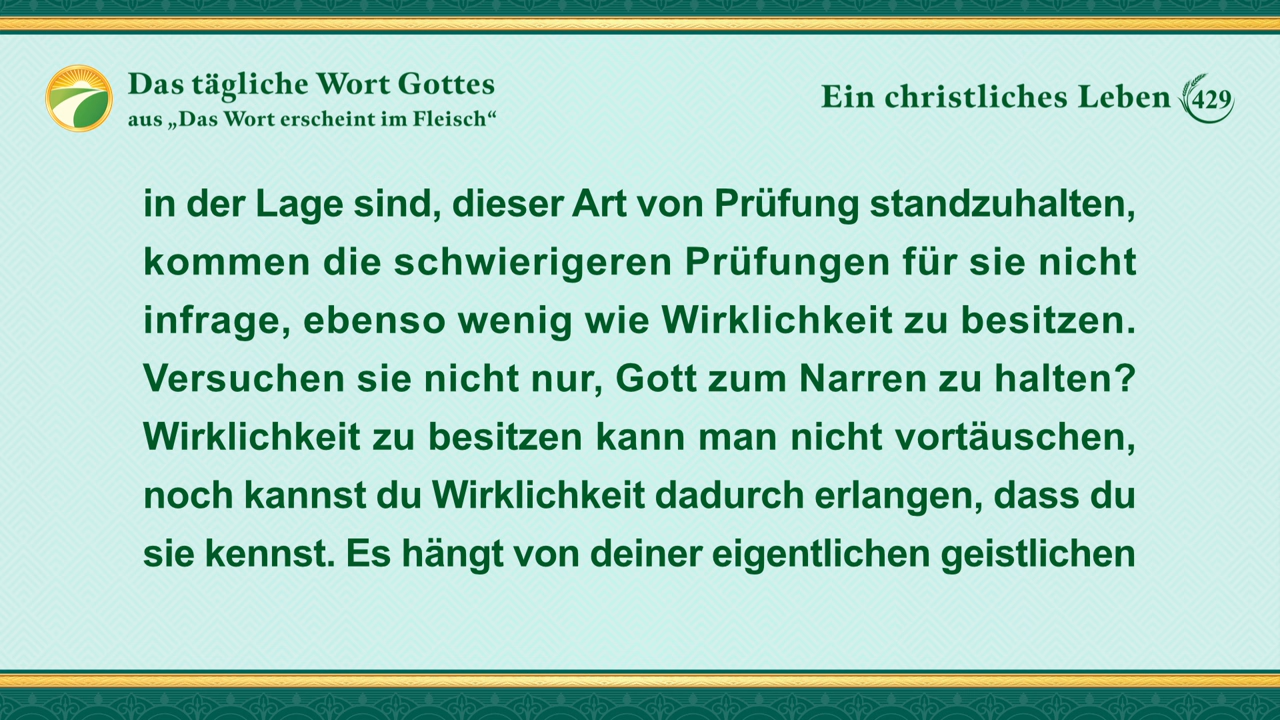 Das tägliche Wort Gottes
aus „Das Wort erscheint im Fleisch“
Ein christliches Leben 429
in der Lage sind, dieser Art von Prüfung standzuhalten,
kommen die schwierigeren Prüfungen für sie nicht
infrage, ebenso wenig wie Wirklichkeit zu besitzen.
Versuchen sie nicht nur, Gott zum Narren zu halten?
Wirklichkeit zu besitzen kann man nicht vortäuschen,
noch kannst du Wirklichkeit dadurch erlangen, dass du
sie kennst. Es hängt von deiner eigentlichen geistlichen